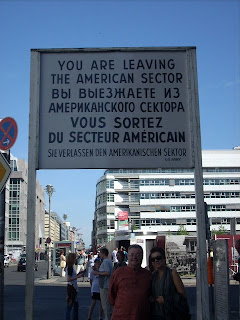 YOU ARE LEAVING
THE AMERICAN SECTOR
ВЫ ВЫЕЗЖАЕТЕ ИЗ
АМЕРИКАНСКОГО СЕКТОРА
VOUS SORTEZ
DU SECTEUR AMÉRICAIN
SIE VERLASSEN DEN AMERIKANISCHEN SEKTOR